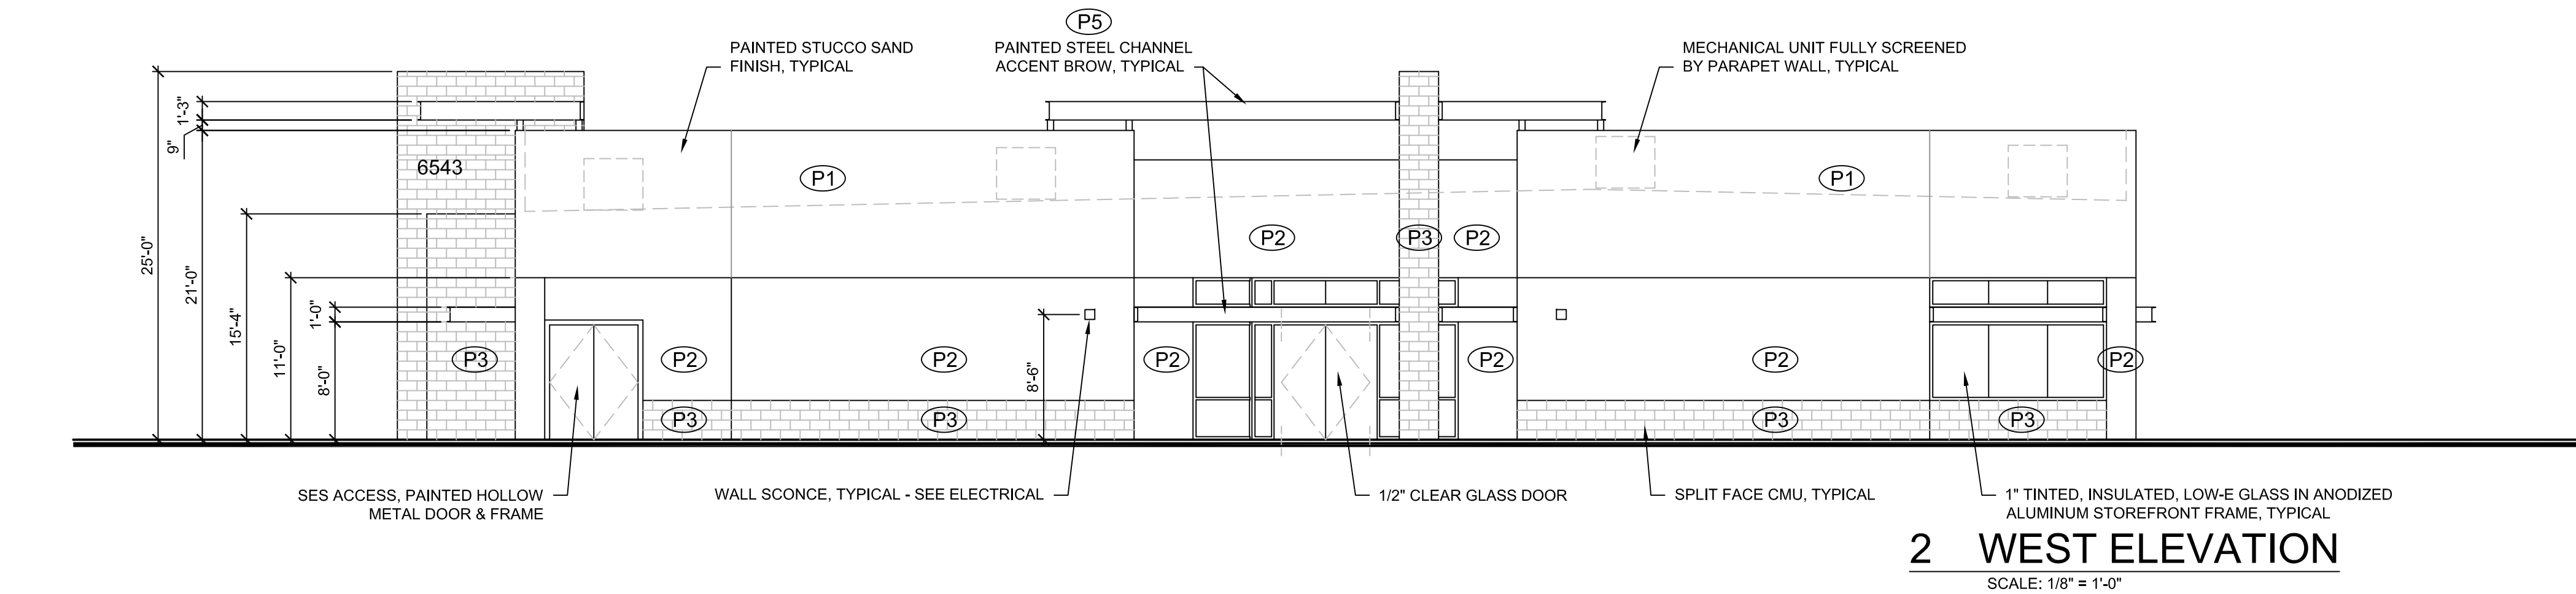 P5
PAINTED STUCCO SAND
FINISH, TYPICAL
PAINTED STEEL CHANNEL
ACCENT BROW, TYPICAL
MECHANICAL UNIT FULLY SCREENED
BY PARAPET WALL, TYPICAL
1'-3"
9"
25'-0"
21'-0"
15'-4"
11'-0"
1'-0"
8'-0"
6543
P1
P1
P2
P3
P2
8'-6"
P3
P2
P2
P2
P2
P2
P2
P3
P3
P3
P3
SES ACCESS, PAINTED HOLLOW
METAL DOOR & FRAME
WALL SCONCE, TYPICAL - SEE ELECTRICAL
1/2" CLEAR GLASS DOOR
SPLIT FACE CMU, TYPICAL
1" TINTED, INSULATED, LOW-E GLASS IN ANODIZED
ALUMINUM STOREFRONT FRAME, TYPICAL
2 WEST ELEVATION
SCALE: 1/8" = 1'-0"